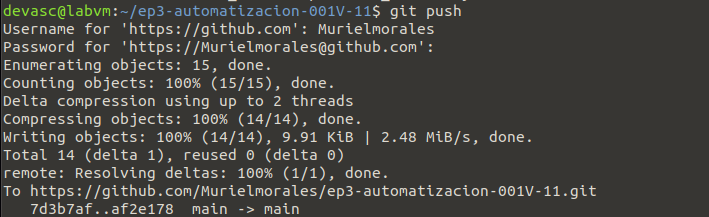 devasc@labvm:~/ep3-automatizacion-001V-11$ git push
Username for 'https://github.com': Murielmorales
Password for 'https://Murielmorales@github.com':
Enumerating objects: 15, done.
Counting objects: 100% (15/15), done.
Delta compression using up to 2 threads
Compressing objects: 100% (14/14), done.
Writing objects: 100% (14/14), 9.91 KiB | 2.48 MiB/s, done.
Total 14 (delta 1), reused 0 (delta 0)
remote: Resolving deltas: 100% (1/1), done.
To https://github.com/Murielmorales/ep3-automatizacion-001V-11.git
   7d3b7af..af2e178  main -> main